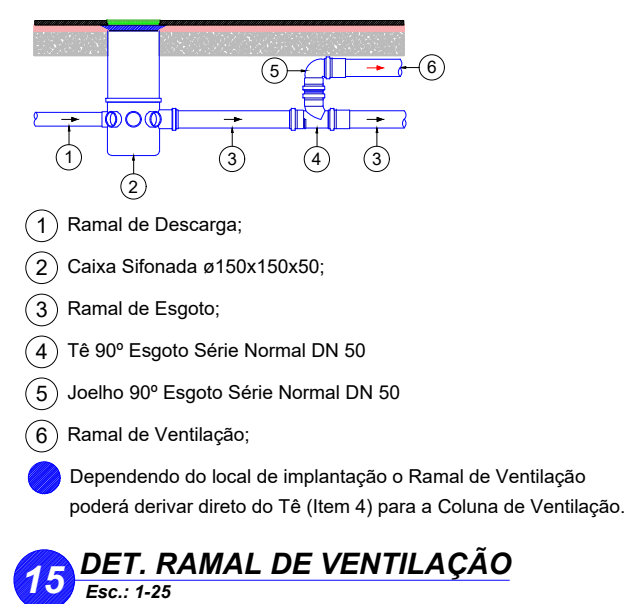 5
6
1
2
3
4
3
1 Ramal de Descarga;
2 Caixa Sifonada ø150x150x50;
3 Ramal de Esgoto;
4 Tê 90º Esgoto Série Normal DN 50
5 Joelho 90º Esgoto Série Normal DN 50
6 Ramal de Ventilação;
Dependendo do local de implantação o Ramal de Ventilação
poderá derivar direto do Tê (Item 4) para a Coluna de Ventilação.
15 DET. RAMAL DE VENTILAÇÃO
Esc.: 1-25